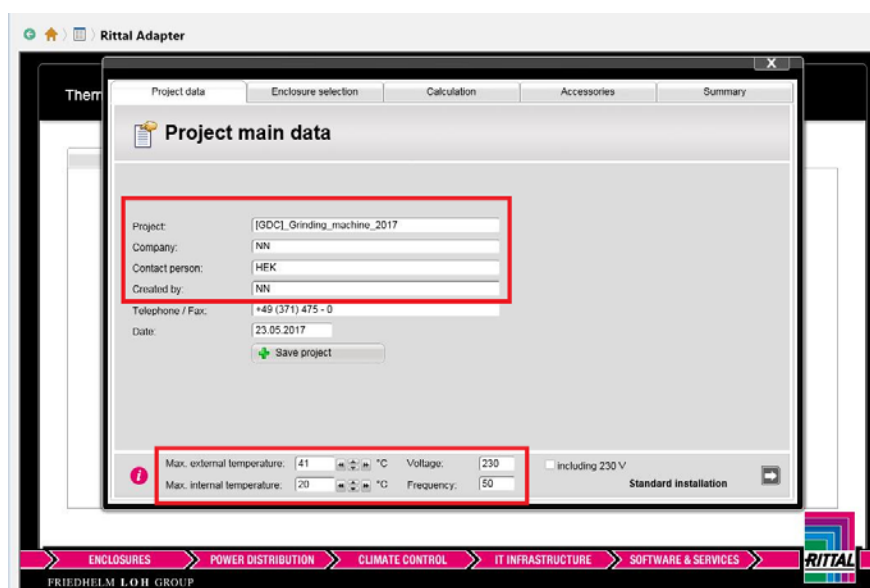 Rittal Adapter
X
Therm
Project data Enclosure selection Calculation Accessories Summary
Project main data
Project: [GDC]_Grinding_machine_2017
Company: NN
Contact person: HEK
Created by: NN
Telephone / Fax: +49 (371) 475 - 0
Date: 23.05.2017
Save project
Max. external temperature: 41 °C Voltage: 230 including 230 V
Max. internal temperature: 20 °C Frequency: 50 Standard installation
ENCLOSURES POWER DISTRIBUTION CLIMATE CONTROL IT INFRASTRUCTURE SOFTWARE & SERVICES
RITTAL
FRIEDHELM LOH GROUP